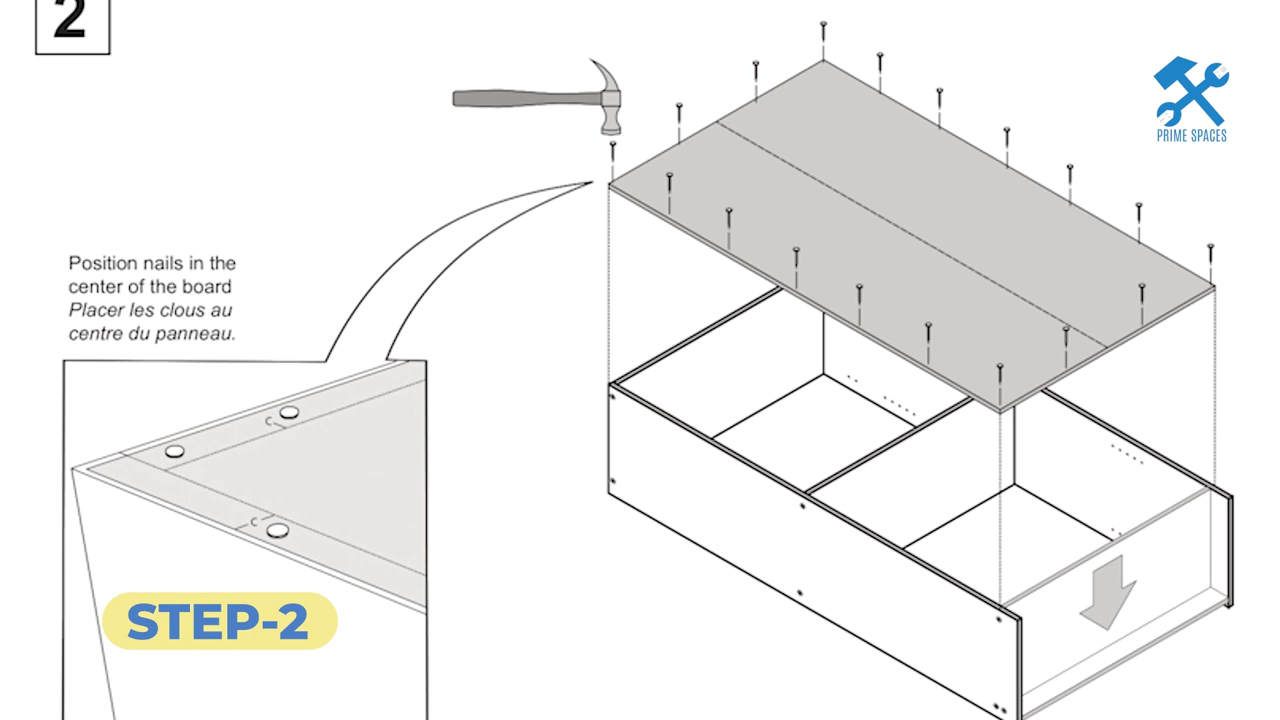 2
PRIME SPACES
Position nails in the
center of the board
Placer les clous au
centre du panneau.
C
C
STEP-2